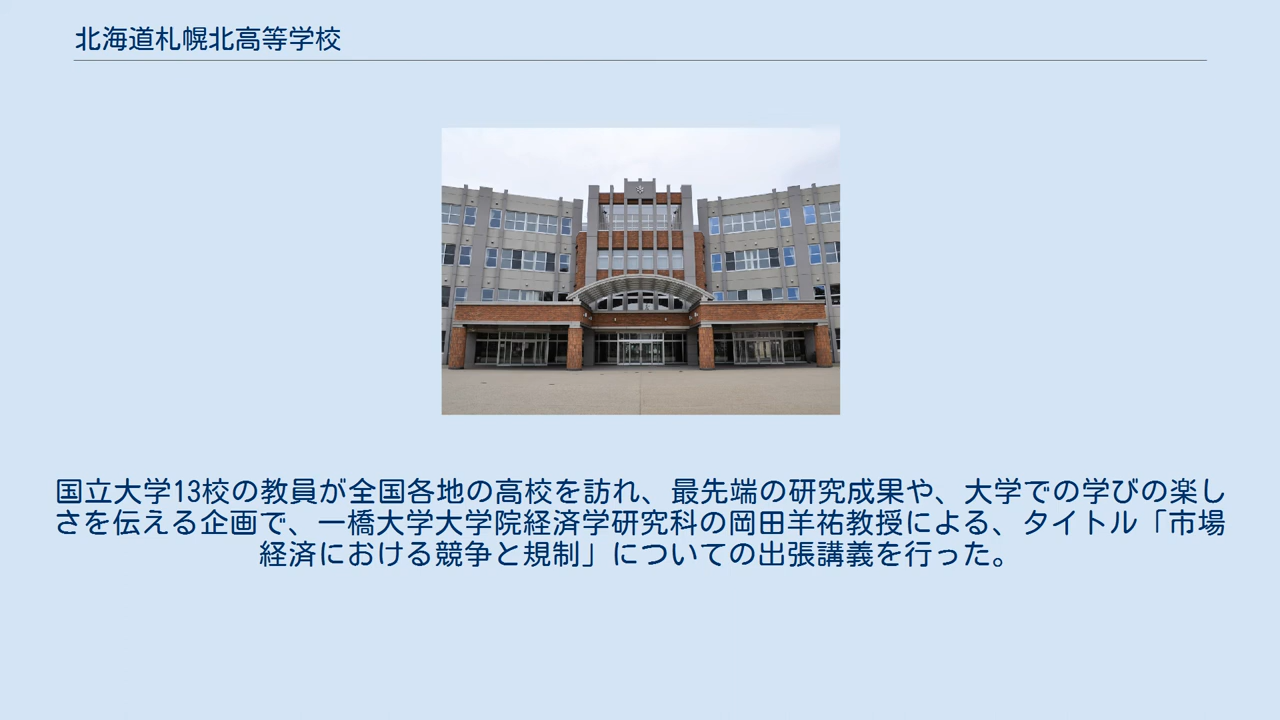 北海道札幌北高等学校
国立大学13校の教員が全国各地の高校を訪れ、最先端の研究成果や、大学での学びの楽し
さを伝える企画で、一橋大学大学院経済学研究科の岡田羊祐教授による、タイトル「市場
経済における競争と規制」についての出張講義を行った。